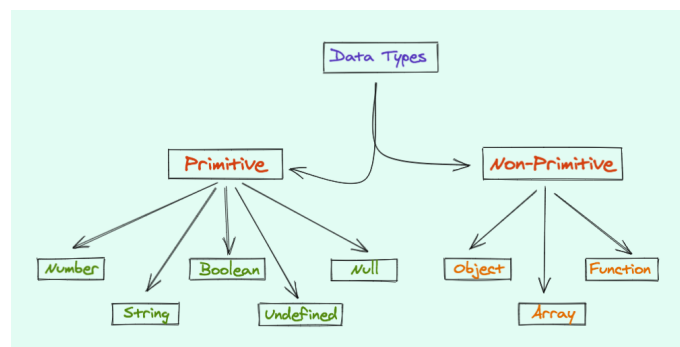 Data Types
Primitive
Non-Primitive
Number
Boolean
Null
Object
Function
String
Undefined
Array